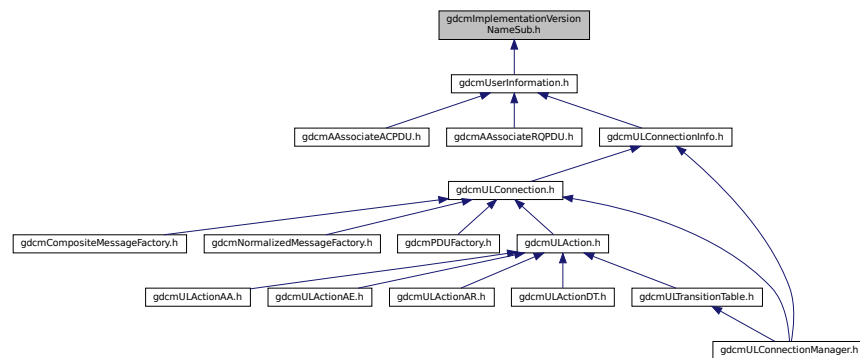 gdcmImplementationVersion
NameSub.h
gdcmUserInformation.h
gdcmAAssociateACPDU.h
gdcmAAssociateRQPDU.h
gdcmULConnectionInfo.h
gdcmULConnection.h
gdcmCompositeMessageFactory.h
gdcmNormalizedMessageFactory.h
gdcmPDUFactory.h
gdcmULAction.h
gdcmULActionAA.h
gdcmULActionAE.h
gdcmULActionAR.h
gdcmULActionDT.h
gdcmULTransitionTable.h
gdcmULConnectionManager.h